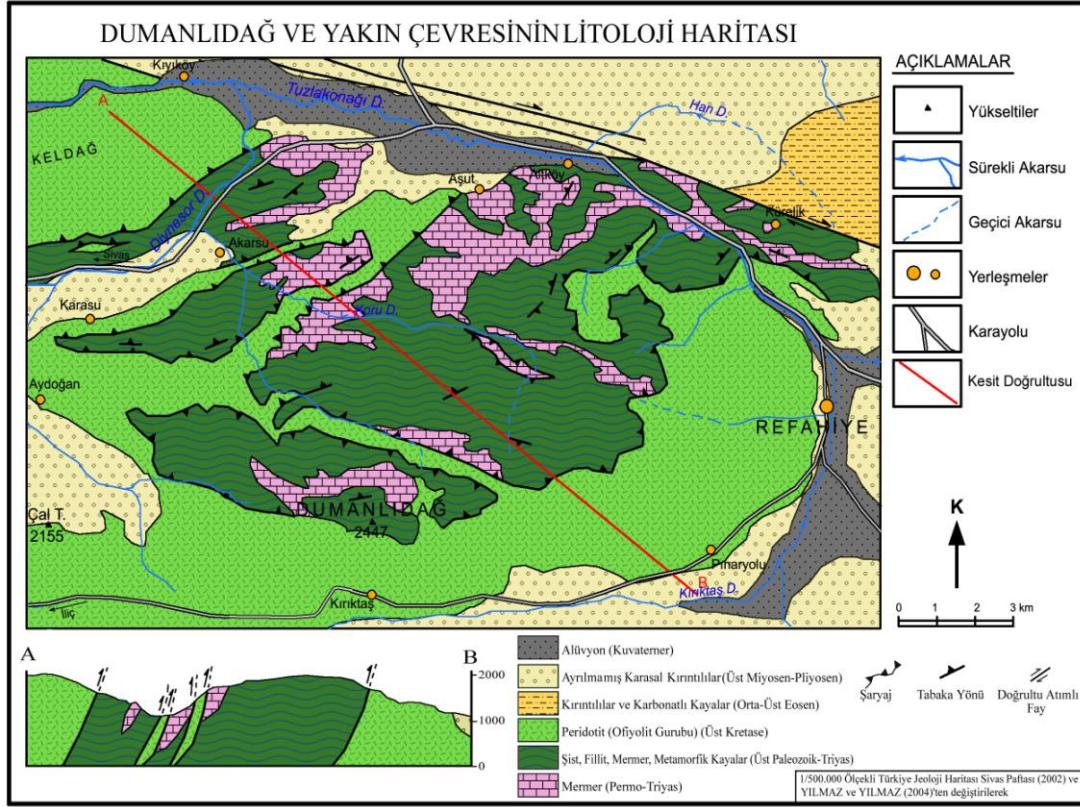 DUMANLIDAĞ VE YAKIN ÇEVRESİNİN LİTOLOJİ HARİTASI
Kıyıköy
A
Tuzlakonağı D.
Han D.
KELDAĞ
Aşut
Kürelik
Diynesor D.
Akarsu
Sivas
Karasu
Koru D.
Aydoğan
REFAHİYE
DUMANLIDAĞ
2447
Çal T.
2155
Pınaryolu
B
Kırıktaş D.
Kırıktaş
İliç
AÇIKLAMALAR
Yükseltiler
Sürekli Akarsu
Geçici Akarsu
Yerleşmeler
Karayolu
Kesit Doğrultusu
K
0 1 2 3 km
A
B
2000
1000
0
Alüvyon (Kuvaterner)
Ayrılmamış Karasal Kırıntılılar (Üst Miyosen-Pliyosen)
Kırıntılılar ve Karbonatlı Kayalar (Orta-Üst Eosen)
Peridotit (Ofiyolit Gurubu) (Üst Kretase)
Şist, Fillit, Mermer, Metamorfik Kayalar (Üst Paleozoik-Triyas)
Mermer (Permo-Triyas)
Şaryaj
Tabaka Yönü
Doğrultu Atımlı
Fay
1/500.000 Ölçekli Türkiye Jeoloji Haritası Sivas Paftası (2002) ve
YILMAZ ve YILMAZ (2004)'ten değiştirilerek